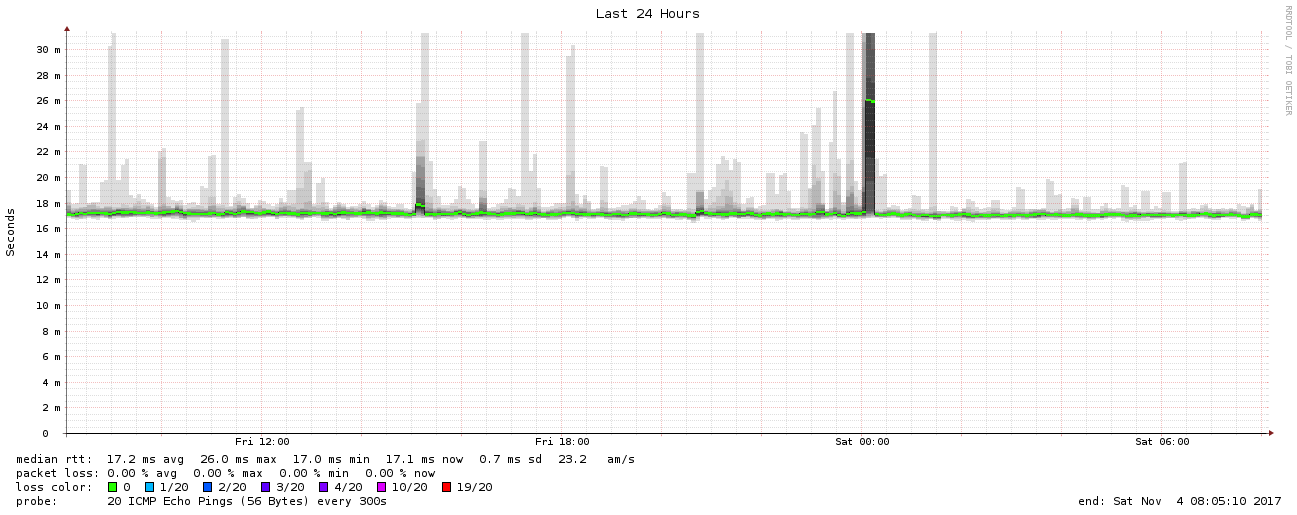 Last 24 Hours
RRDTOOL / TOBI OETIKER
Seconds
30 m
28 m
26 m
24 m
22 m
20 m
18 m
16 m
14 m
12 m
10 m
8 m
6 m
4 m
2 m
0
Fri 12:00 Fri 18:00 Sat 00:00 Sat 06:00
median rtt: 17.2 ms avg 26.0 ms max 17.0 ms min 17.1 ms now 0.7 ms sd 23.2 am/s
packet loss: 0.00 % avg 0.00 % max 0.00 % min 0.00 % now
loss color: 0 1/20 2/20 3/20 4/20 10/20 19/20
probe: 20 ICMP Echo Pings (56 Bytes) every 300s end: Sat Nov 4 08:05:10 2017